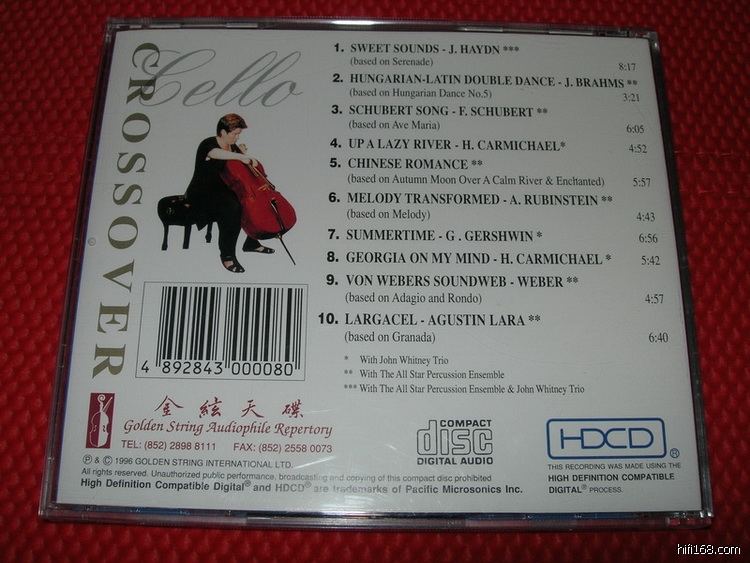 CROSSOVER
Cello
1. SWEET SOUNDS - J. HAYDN ***
(based on Serenade)
8:17
2. HUNGARIAN-LATIN DOUBLE DANCE - J. BRAHMS **
(based on Hungarian Dance No.5)
3:21
3. SCHUBERT SONG - F. SCHUBERT **
(based on Ave Maria)
6:05
4. UP A LAZY RIVER - H. CARMICHAEL*
4:52
5. CHINESE ROMANCE **
(based on Autumn Moon Over A Calm River & Enchanted)
5:57
6. MELODY TRANSFORMED - A. RUBINSTEIN **
(based on Melody)
4:43
7. SUMMERTIME - G . GERSHWIN *
6:56
8. GEORGIA ON MY MIND - H. CARMICHAEL *
5:42
9. VON WEBERS SOUNDWEB - WEBER **
(based on Adagio and Rondo)
4:57
10. LARGACEL - AGUSTIN LARA **
(based on Granada)
6:40
* With John Whitney Trio
** With The All Star Percussion Ensemble
*** With The All Star Percussion Ensemble & John Whitney Trio
4 892843 000080
金絃天碟
Golden String Audiophile Repertory
TEL: (852) 2898 8111 FAX: (852) 2558 0073
℗ & © 1996 GOLDEN STRING INTERNATIONAL LTD.
All rights reserved. Unauthorized public performance, broadcasting and copying of this compact disc prohibited
High Definition Compatible Digital® and HDCD® are trademarks of Pacific Microsonics Inc.
COMPACT
disc
DIGITAL AUDIO
HDCD®
THIS RECORDING WAS MADE USING THE
HIGH DEFINITION COMPATIBLE
DIGITAL® PROCESS.
hifi168.com